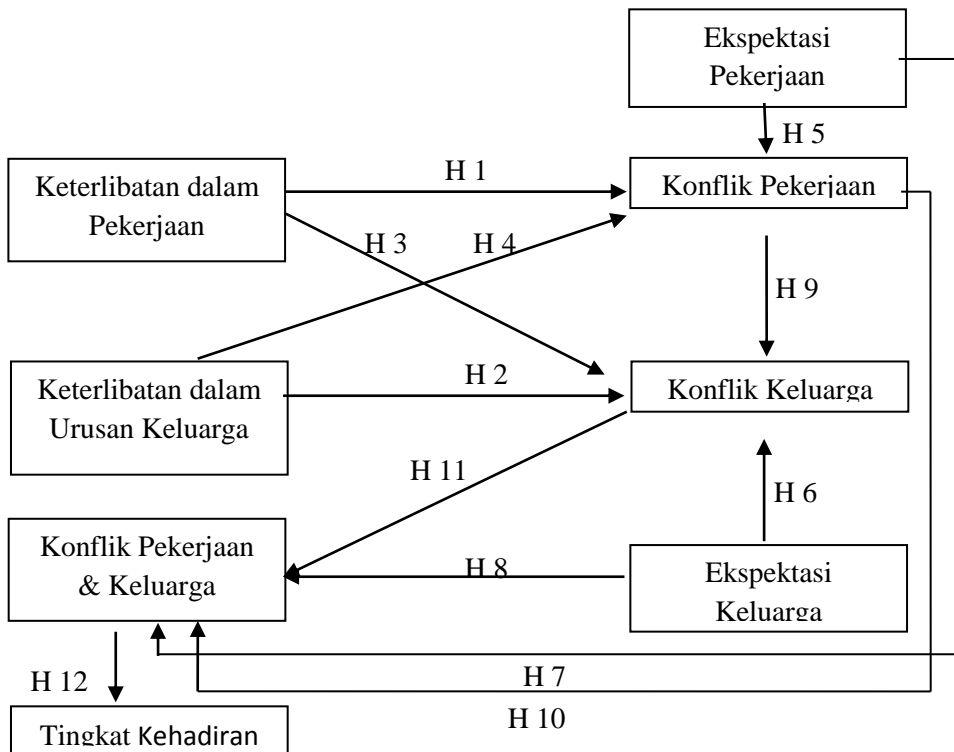 Ekspektasi
Pekerjaan
H 5
H 1
Keterlibatan dalam
Pekerjaan
Konflik Pekerjaan
H 3
H 4
H 9
H 2
Keterlibatan dalam
Urusan Keluarga
Konflik Keluarga
H 11
H 6
Konflik Pekerjaan
& Keluarga
H 8
Ekspektasi
Keluarga
H 12
H 7
H 10
Tingkat Kehadiran